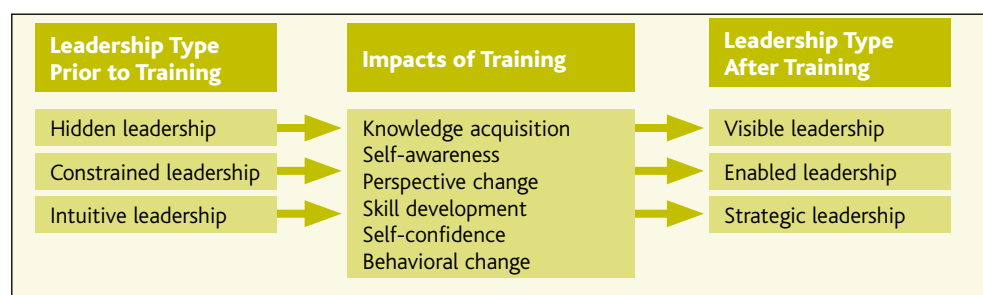 Leadership Type
Prior to Training
Impacts of Training
Leadership Type
After Training
Hidden leadership
Constrained leadership
Intuitive leadership
Knowledge acquisition
Self-awareness
Perspective change
Skill development
Self-confidence
Behavioral change
Visible leadership
Enabled leadership
Strategic leadership